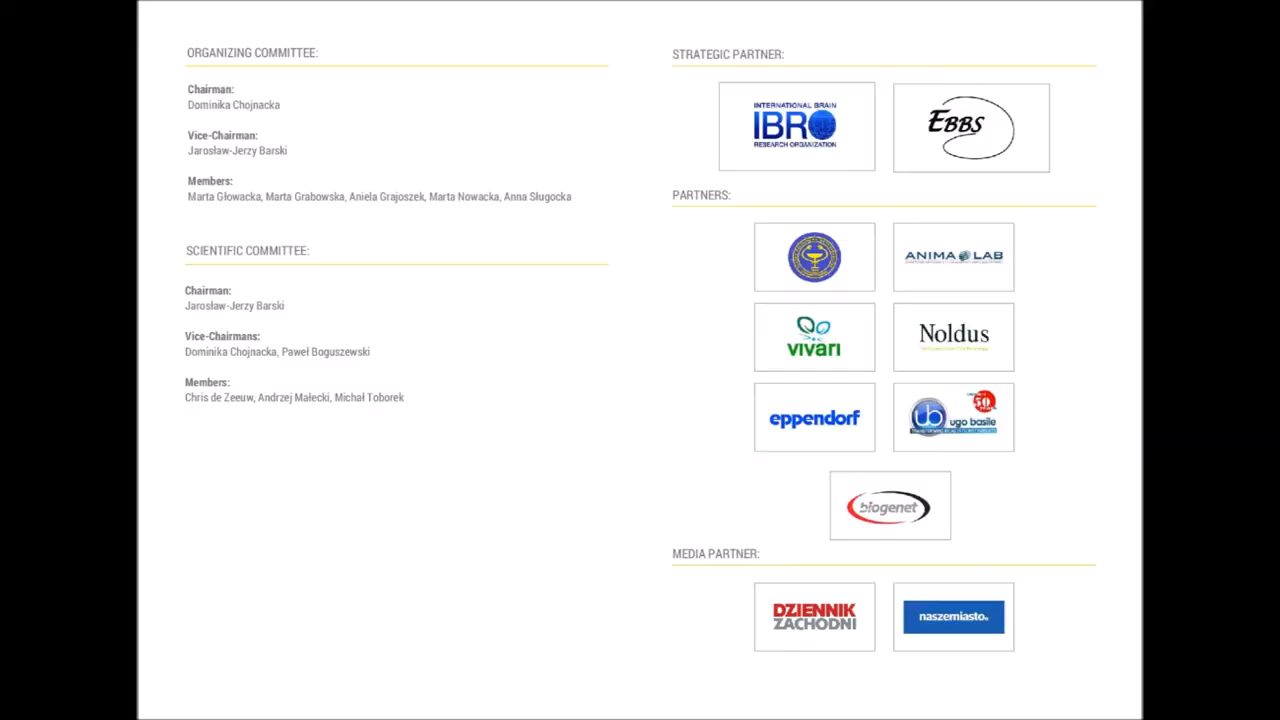 ORGANIZING COMMITTEE:
Chairman:
Dominika Chojnacka
Vice-Chairman:
Jarosław-Jerzy Barski
Members:
Marta Głowacka, Marta Grabowska, Aniela Grajoszek, Marta Nowacka, Anna Sługocka
SCIENTIFIC COMMITTEE:
Chairman:
Jarosław-Jerzy Barski
Vice-Chairmans:
Dominika Chojnacka, Paweł Boguszewski
Members:
Chris de Zeeuw, Andrzej Małecki, Michał Toborek
STRATEGIC PARTNER:
INTERNATIONAL BRAIN
IBRO
RESEARCH ORGANIZATION
EBBS
PARTNERS:
ANIMA LAB
vivari
Noldus
eppendorf
50
ub
ugo basile
biogenet
MEDIA PARTNER:
DZIENNIK
ZACHODNI
naszemiasto